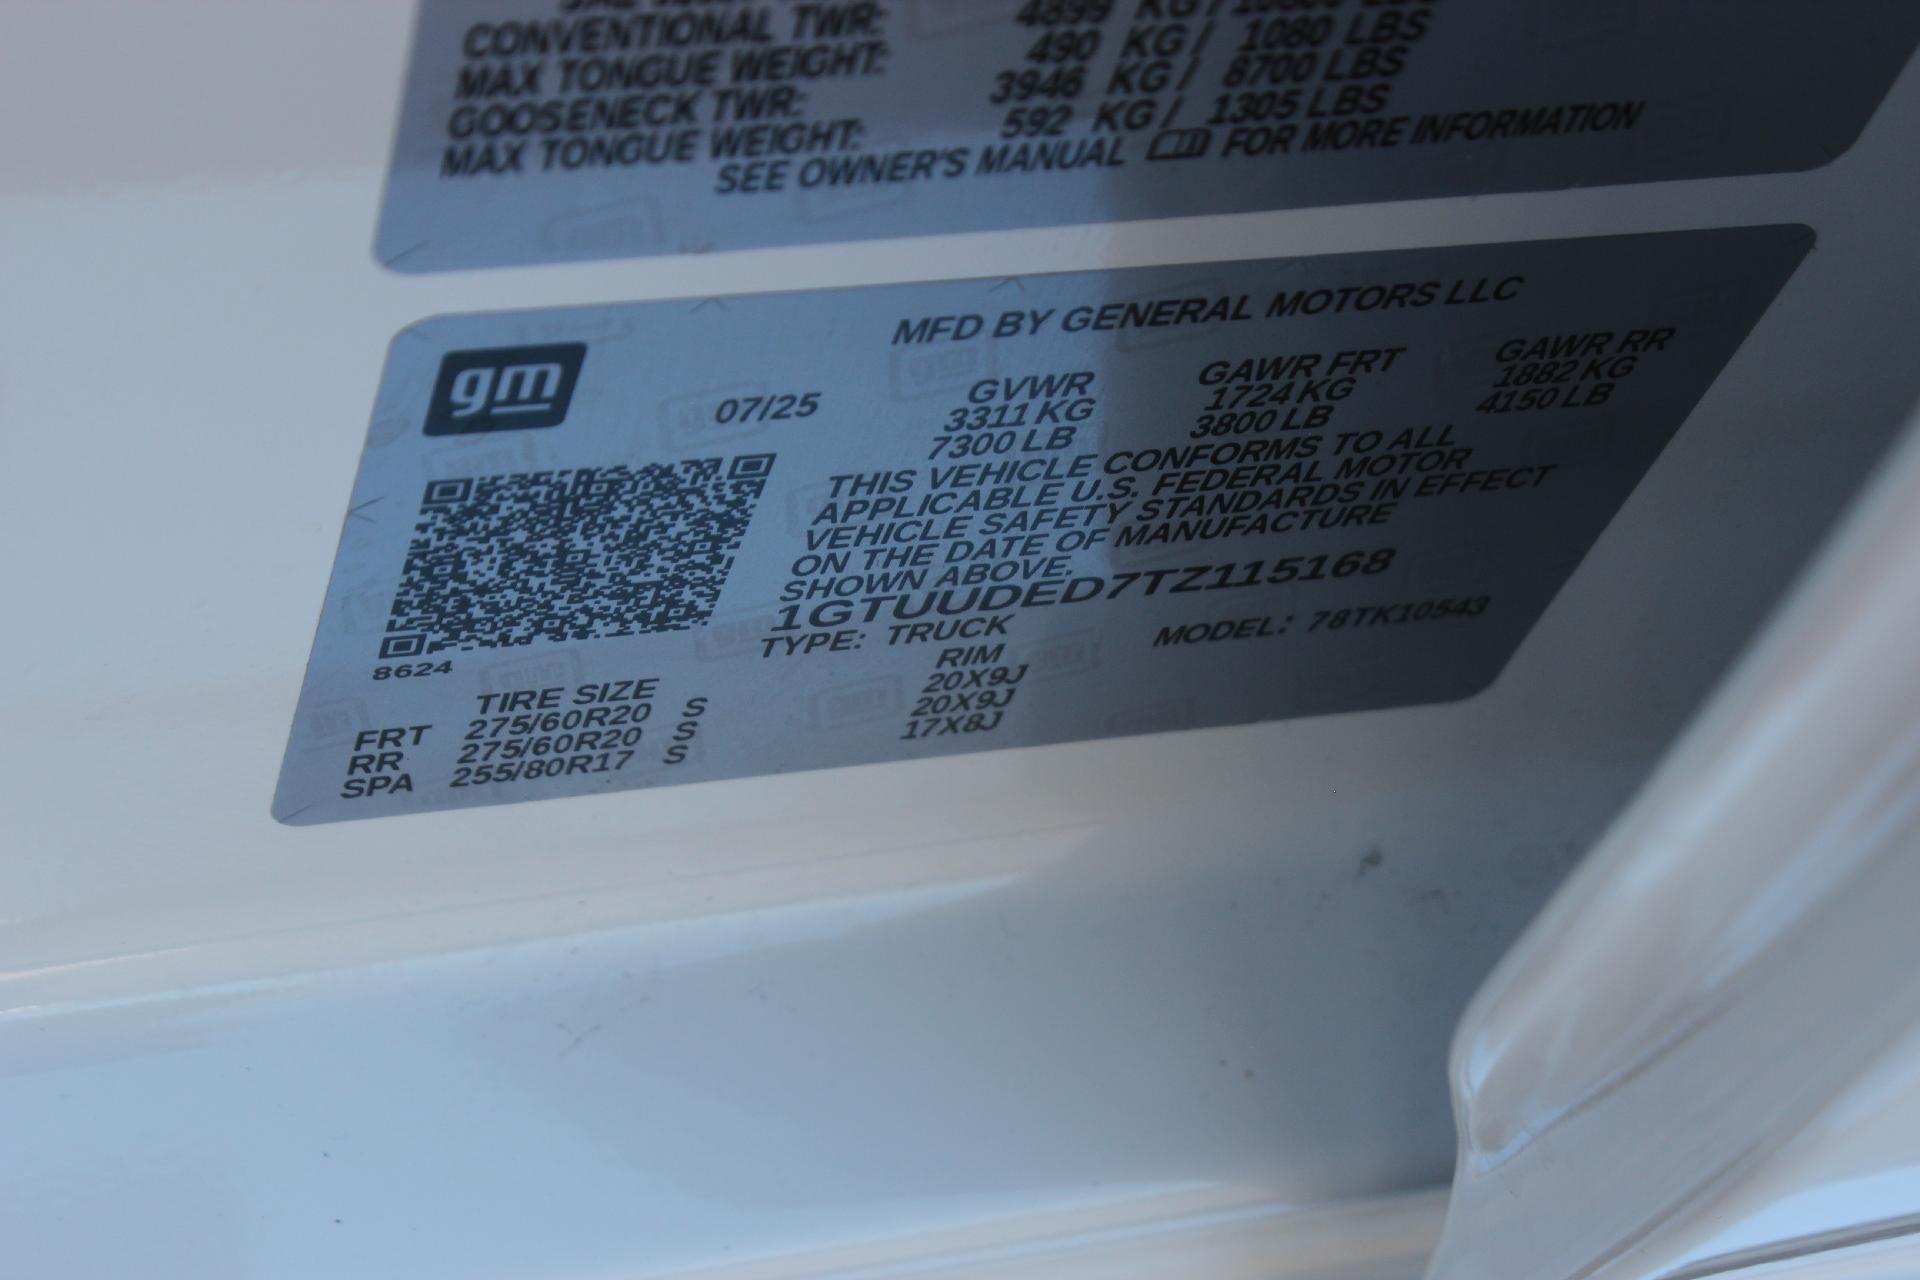 CONVENTIONAL TWR: 4899 KG /
MAX TONGUE WEIGHT: 490 KG / 1080 LBS
GOOSENECK TWR: 3946 KG / 8700 LBS
MAX TONGUE WEIGHT: 592 KG / 1305 LBS
SEE OWNER'S MANUAL FOR MORE INFORMATION
gm
MFD BY GENERAL MOTORS LLC
07/25 GVWR GAWR FRT GAWR RR
3311 KG 1724 KG 1882 KG
7300 LB 3800 LB 4150 LB
THIS VEHICLE CONFORMS TO ALL
APPLICABLE U.S. FEDERAL MOTOR
VEHICLE SAFETY STANDARDS IN EFFECT
ON THE DATE OF MANUFACTURE
SHOWN ABOVE.
1GTUUDED7TZ115168
TYPE: TRUCK MODEL: 78TK10543
8624
TIRE SIZE RIM
FRT 275/60R20 S 20X9J
RR 275/60R20 S 20X9J
SPA 255/80R17 S 17X8J